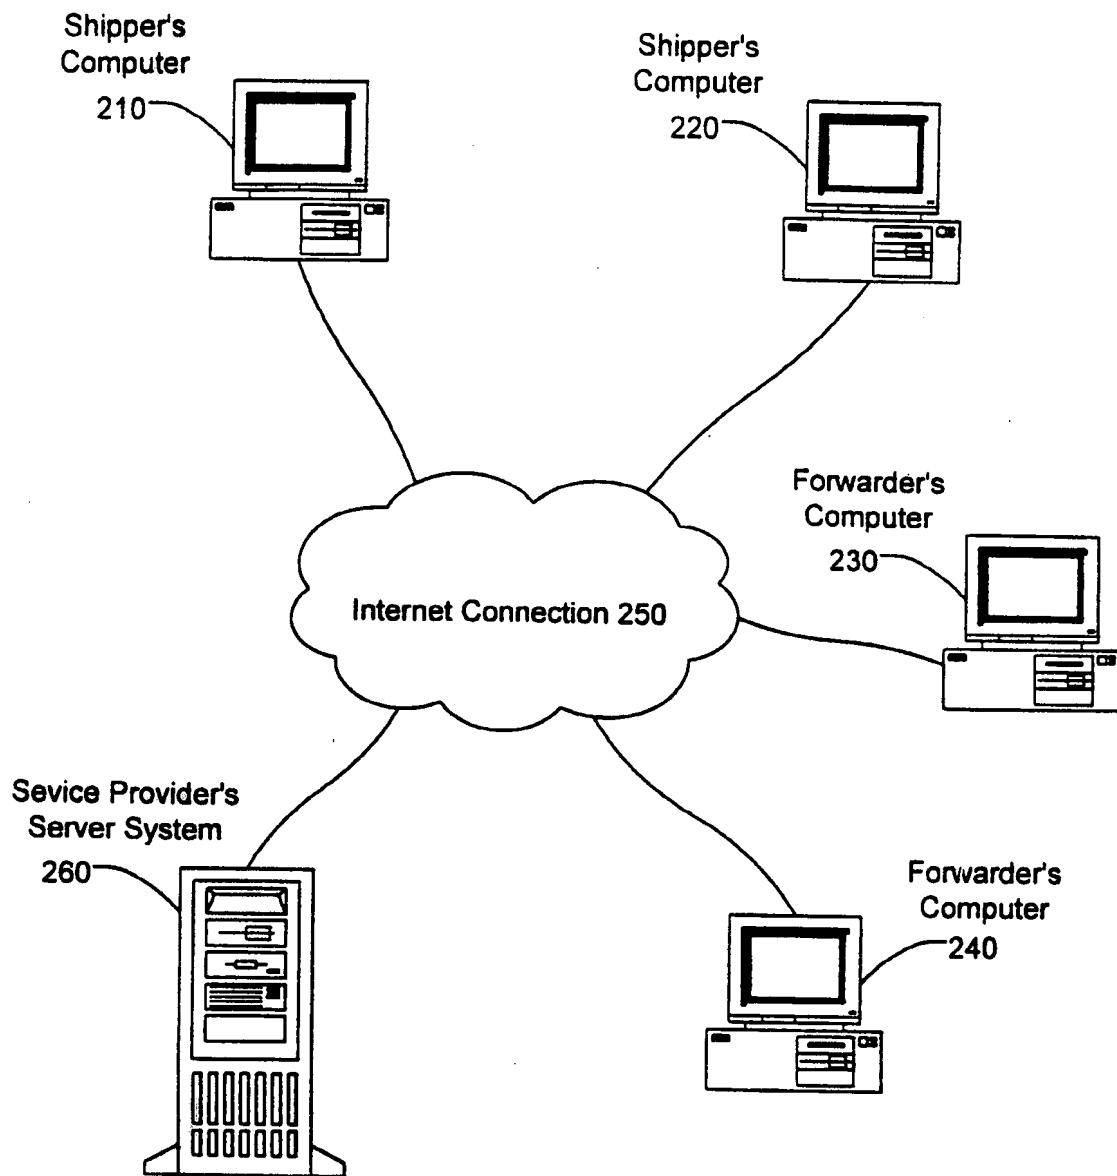 Shipper's
Computer
210
Shipper's
Computer
220
Forwarder's
Computer
230
Internet Connection 250
Sevice Provider's
Server System
260
Forwarder's
Computer
240